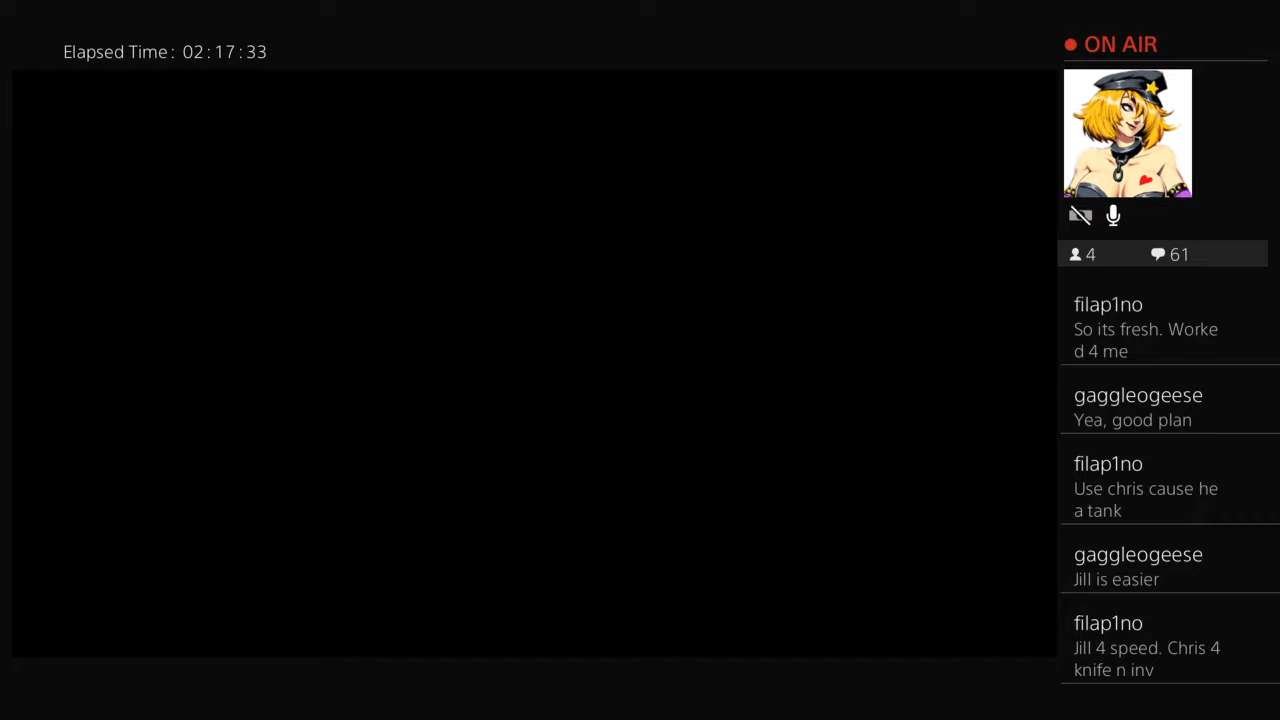 Elapsed Time: 02:17:33
ON AIR
4 61
filap1no
So its fresh. Worke
d 4 me
gaggleogeese
Yea, good plan
filap1no
Use chris cause he
a tank
gaggleogeese
Jill is easier
filap1no
Jill 4 speed. Chris 4
knife n inv